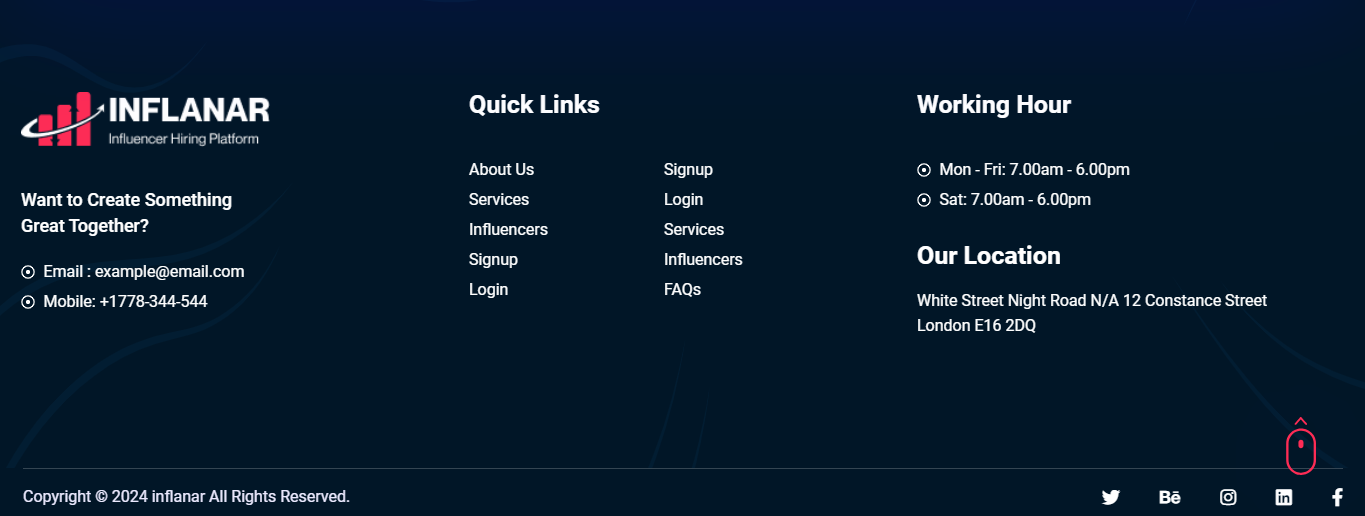 INFLANAR
Influencer Hiring Platform
Want to Create Something
Great Together?
Email : example@email.com
Mobile: +1778-344-544
Quick Links
About Us
Services
Influencers
Signup
Login
Signup
Login
Services
Influencers
FAQs
Working Hour
Mon - Fri: 7.00am - 6.00pm
Sat: 7.00am - 6.00pm
Our Location
White Street Night Road N/A 12 Constance Street
London E16 2DQ
Copyright © 2024 inflanar All Rights Reserved.